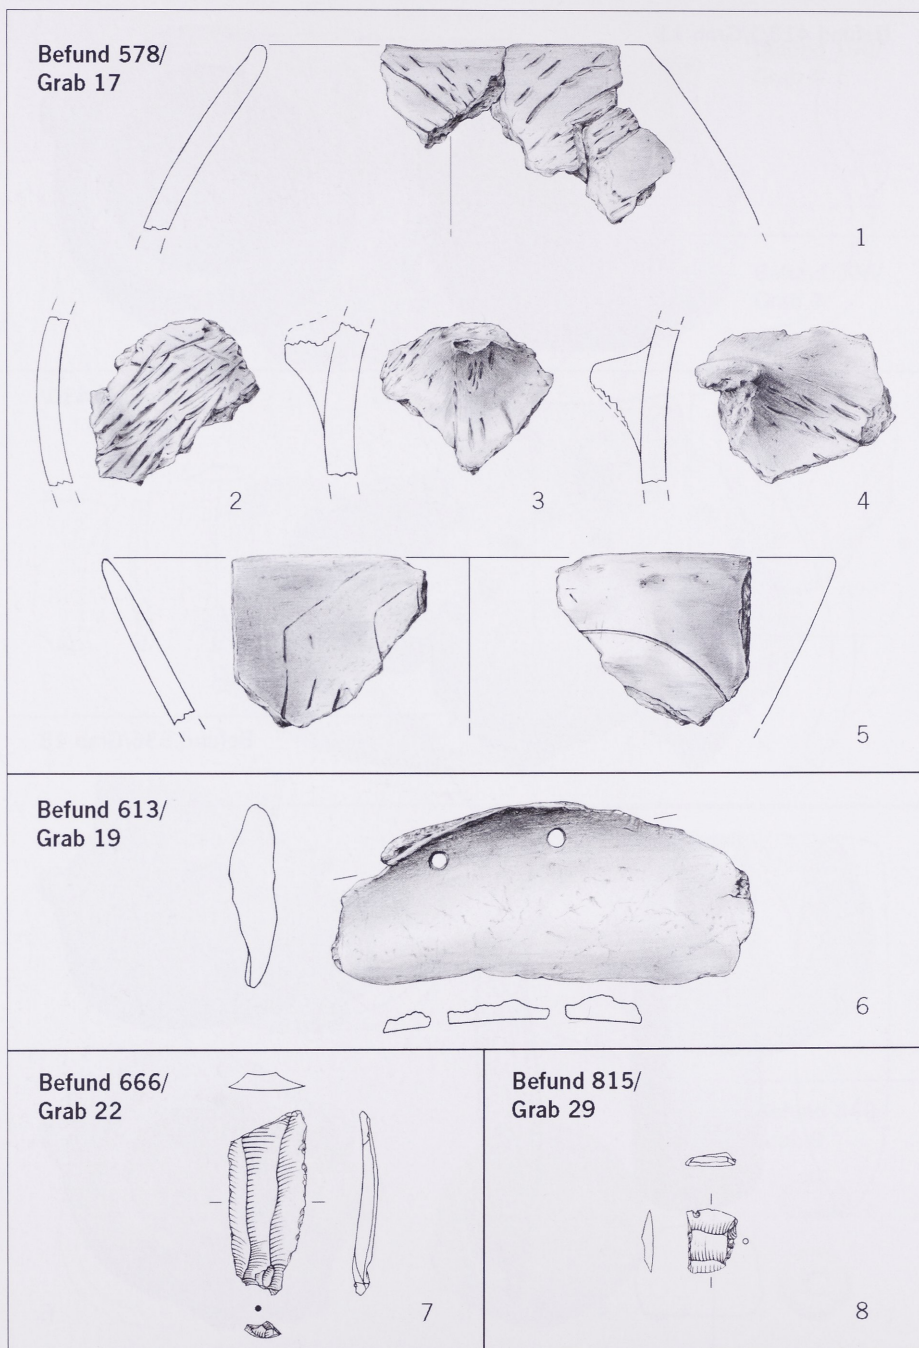 Befund 578/
Grab 17
1
2
3
4
5
Befund 613/
Grab 19
6
Befund 666/
Grab 22
7
Befund 815/
Grab 29
8